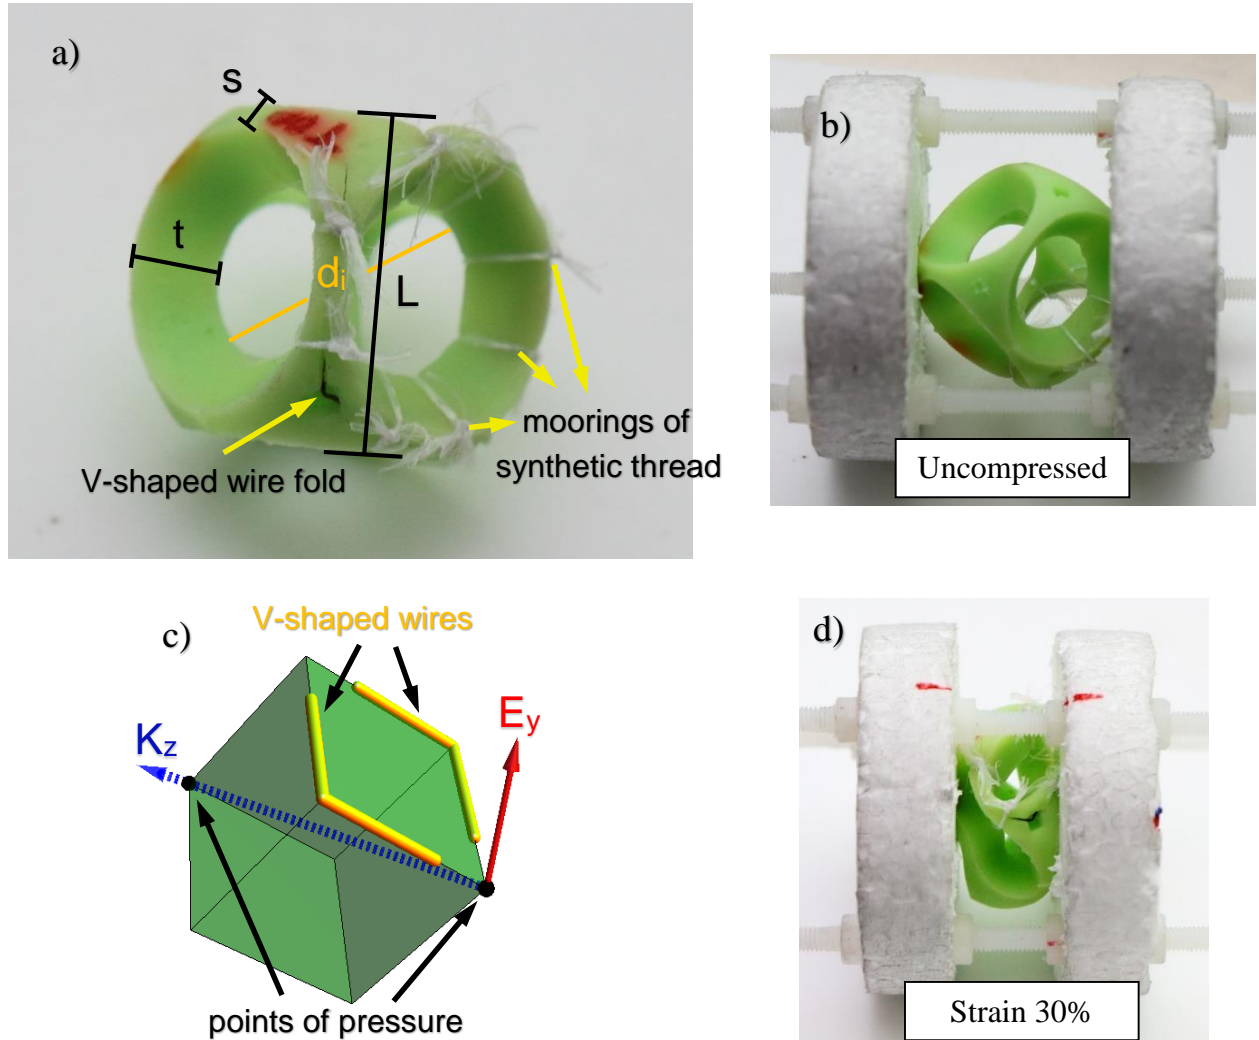 a)
s
t
di
L
moorings of
synthetic thread
V-shaped wire fold
b)
Uncompressed
c)
V-shaped wires
Kz
Ey
points of pressure
d)
Strain 30%